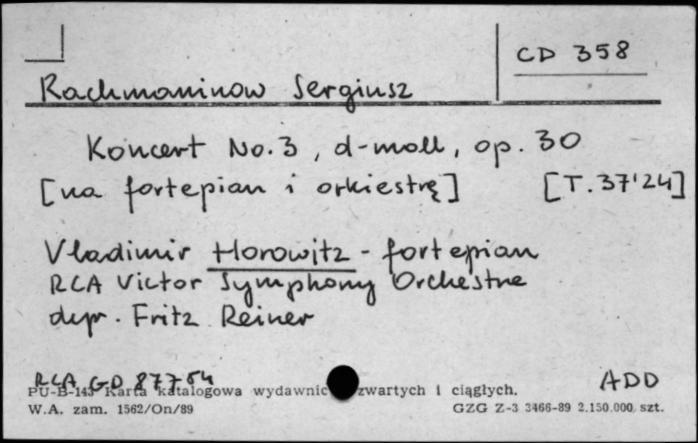 CD 358
Rachmaninow Sergiusz
Koncert No.3, d-moll, op. 30
[na fortepian i orkiestrę] [T. 37'24]
Vladimir Horowitz - fortepian
RCA Victor Symphony Orchestra
dyr. Fritz Reiner
RCA GD 87754 ADD
PU-B-143 Karta katalogowa wydawnic zwartych i ciągłych.
W.A. zam. 1562/On/89 GZG Z-3 3466-89 2.150.000 szt.